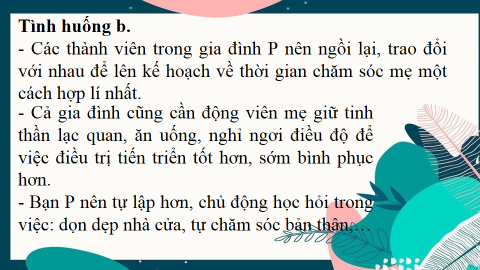 Tình huống b.
- Các thành viên trong gia đình P nên ngồi lại, trao đổi
với nhau để lên kế hoạch về thời gian chăm sóc mẹ một
cách hợp lí nhất.
- Cả gia đình cũng cần động viên mẹ giữ tinh
thần lạc quan, ăn uống, nghỉ ngơi điều độ để
việc điều trị tiến triển tốt hơn, sớm bình phục
hơn.
- Bạn P nên tự lập hơn, chủ động học hỏi trong
việc: dọn dẹp nhà cửa, tự chăm sóc bản thân,…